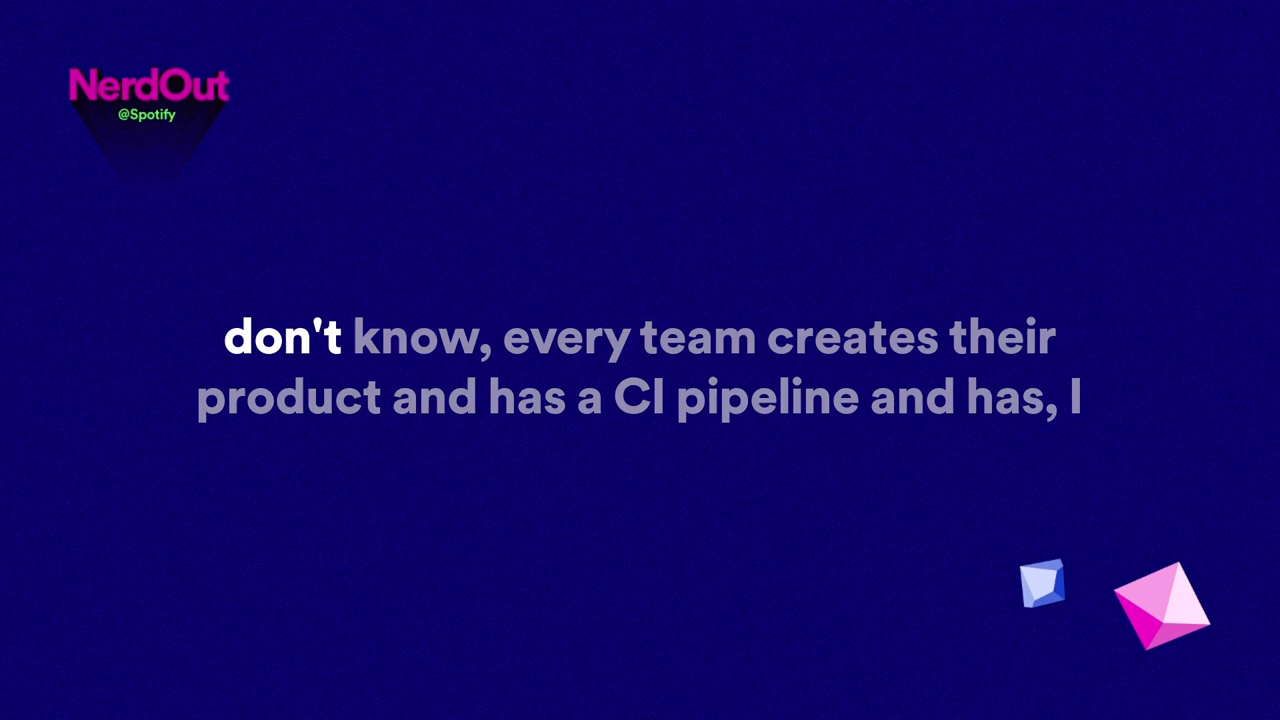 NerdOut
@Spotify
don't know, every team creates their
product and has a CI pipeline and has, I